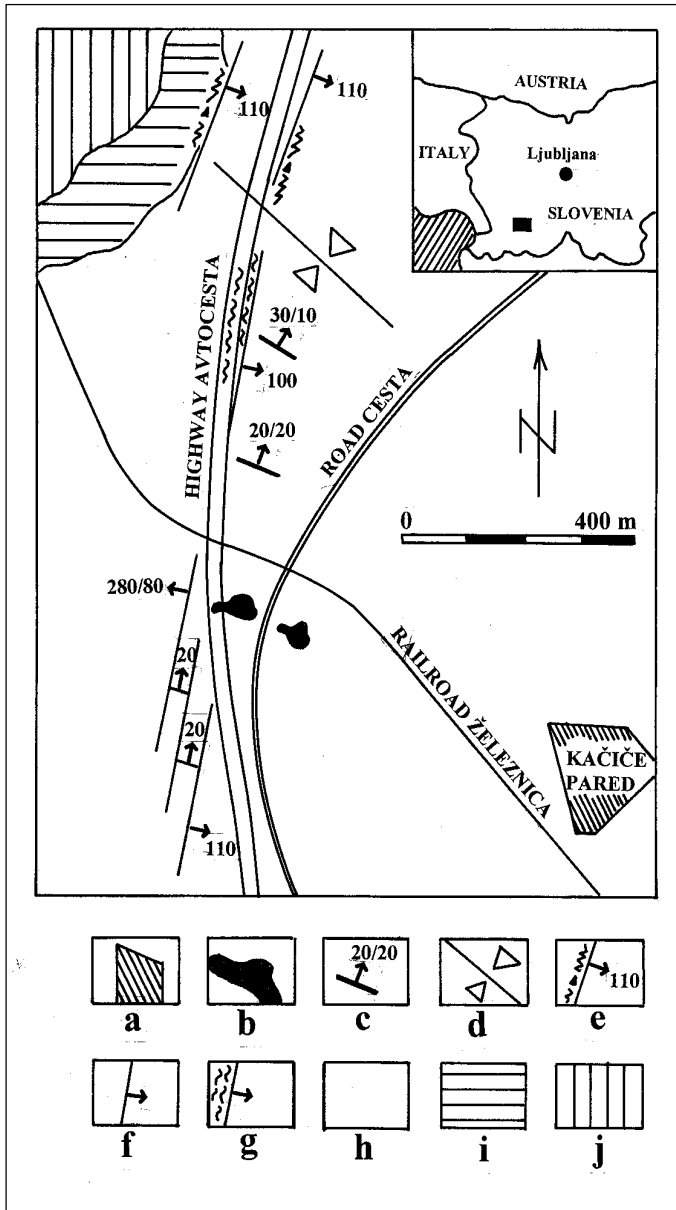 AUSTRIA
ITALY
Ljubljana
SLOVENIA
110
110
HIGHWAY AVTOCESTA
30/10
100
ROAD CESTA
20/20
N
0 400 m
280/80
20
20
110
RAILROAD ŽELEZNICA
KAČIČE
PARED
20/20
110
a b c d e
f g h i j